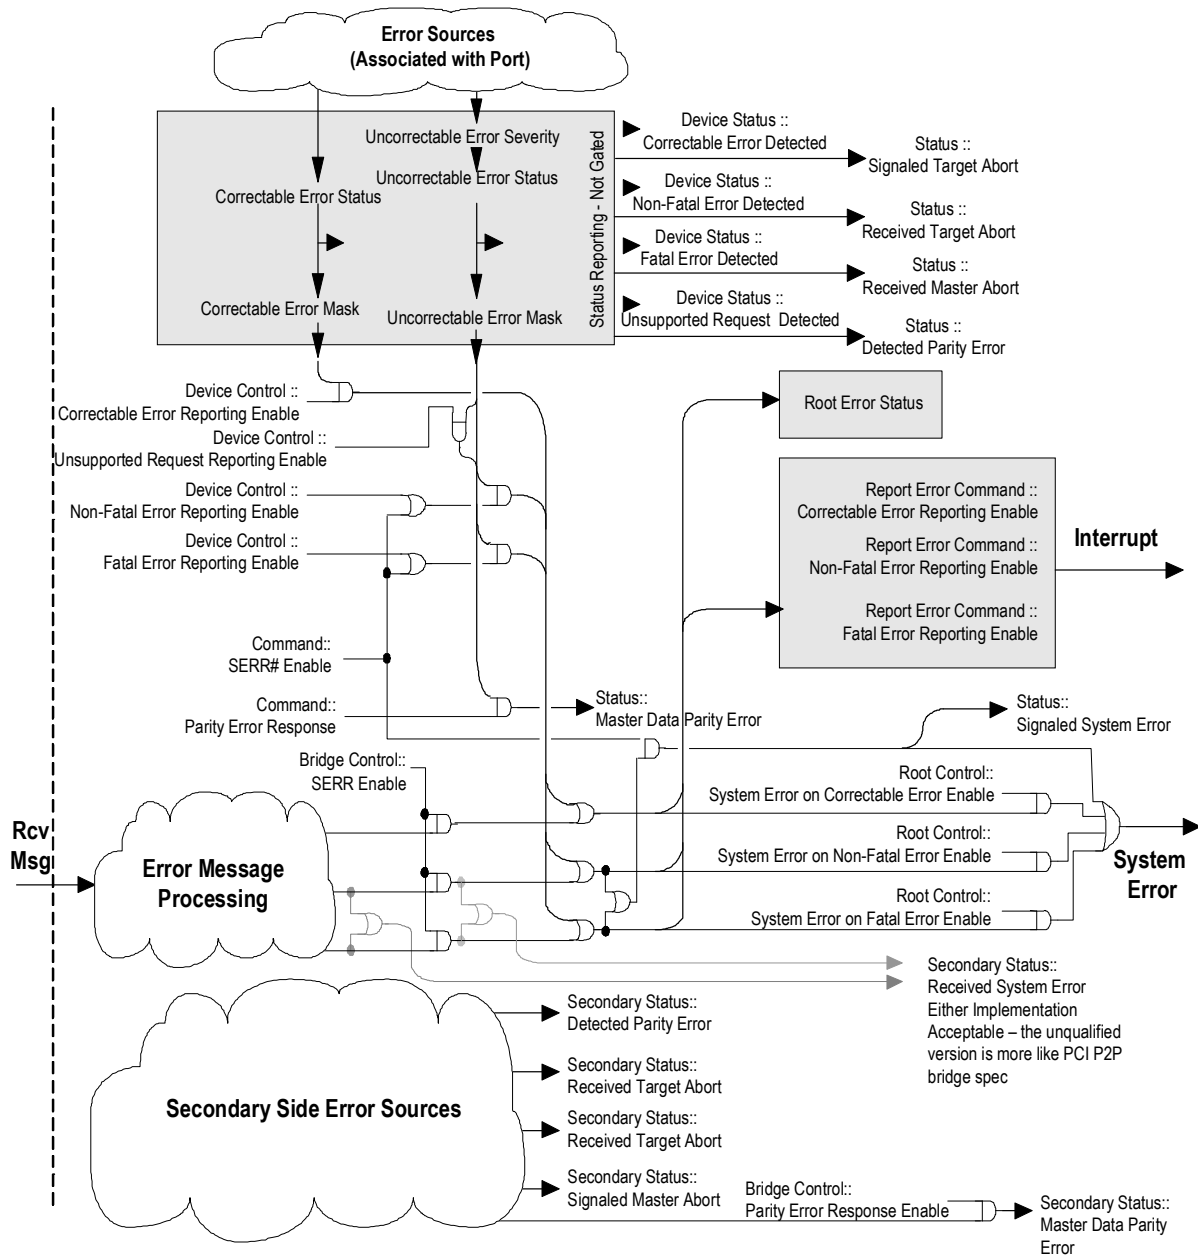 Error Sources
(Associated with Port)
Uncorrectable Error Severity
Uncorrectable Error Status
Correctable Error Status
Correctable Error Mask
Uncorrectable Error Mask
Status Reporting - Not Gated
Device Status ::
Correctable Error Detected
Status ::
Signaled Target Abort
Device Status ::
Non-Fatal Error Detected
Status ::
Received Target Abort
Device Status ::
Fatal Error Detected
Status ::
Received Master Abort
Device Status ::
Unsupported Request Detected
Status ::
Detected Parity Error
Device Control ::
Correctable Error Reporting Enable
Device Control ::
Unsupported Request Reporting Enable
Device Control ::
Non-Fatal Error Reporting Enable
Device Control ::
Fatal Error Reporting Enable
Root Error Status
Report Error Command ::
Correctable Error Reporting Enable
Report Error Command ::
Non-Fatal Error Reporting Enable
Report Error Command ::
Fatal Error Reporting Enable
Interrupt
Command::
SERR# Enable
Command::
Parity Error Response
Status::
Master Data Parity Error
Status::
Signaled System Error
Bridge Control::
SERR Enable
Root Control::
System Error on Correctable Error Enable
Root Control::
System Error on Non-Fatal Error Enable
Root Control::
System Error on Fatal Error Enable
System
Error
Rcv
Msg
Error Message
Processing
Secondary Status::
Received System Error
Either Implementation
Acceptable – the unqualified
version is more like PCI P2P
bridge spec
Secondary Side Error Sources
Secondary Status::
Detected Parity Error
Secondary Status::
Received Target Abort
Secondary Status::
Received Target Abort
Secondary Status::
Signaled Master Abort
Bridge Control::
Parity Error Response Enable
Secondary Status::
Master Data Parity
Error